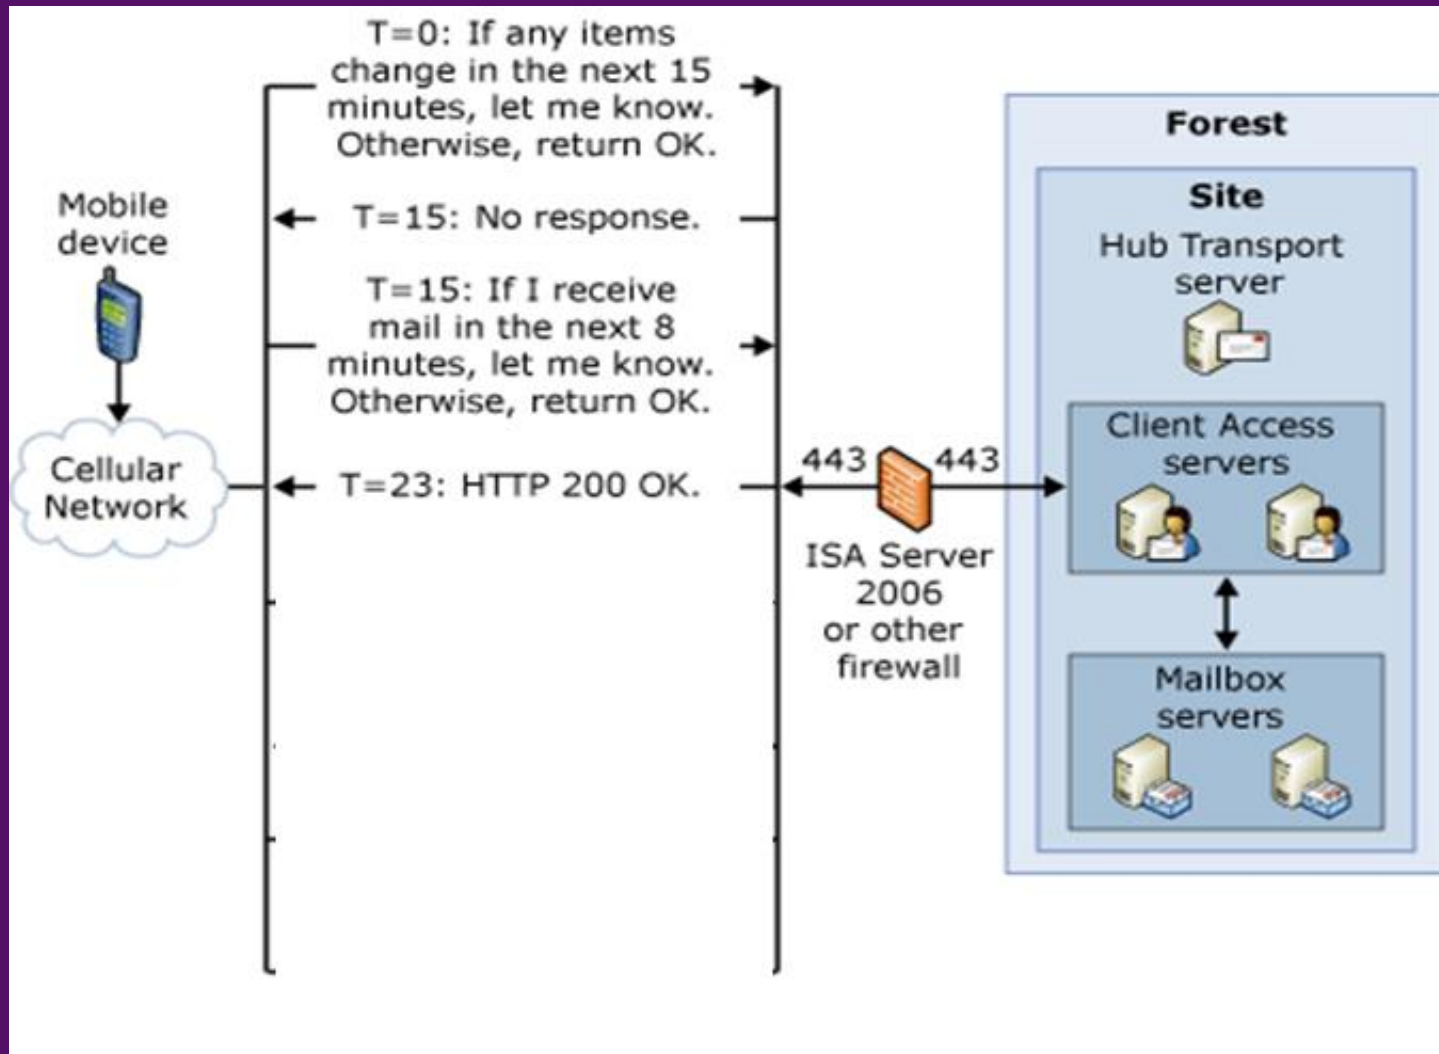 T=0: If any items
change in the next 15
minutes, let me know.
Otherwise, return OK.
T=15: No response.
T=15: If I receive
mail in the next 8
minutes, let me know.
Otherwise, return OK.
T=23: HTTP 200 OK.
Mobile
device
Cellular
Network
443
443
ISA Server
2006
or other
firewall
Forest
Site
Hub Transport
server
Client Access
servers
Mailbox
servers